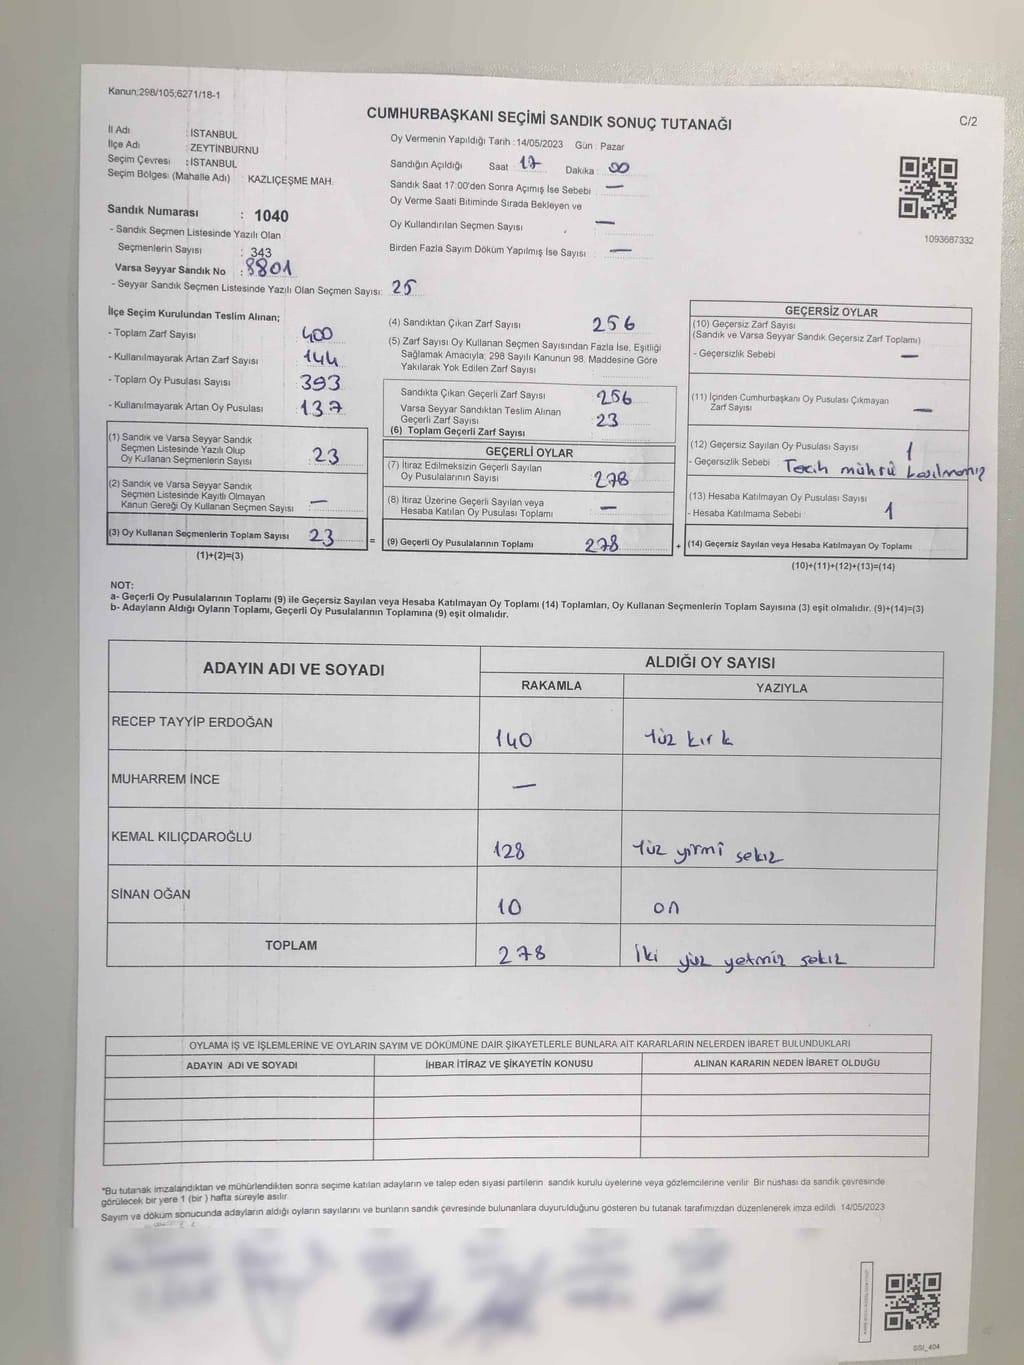 Kanun:298/105;6271/18-1
CUMHURBAŞKANI SEÇİMİ SANDIK SONUÇ TUTANAĞI
C/2
İl Adı : İSTANBUL
İlçe Adı : ZEYTİNBURNU
Seçim Çevresi : İSTANBUL
Seçim Bölgesi (Mahalle Adı) : KAZLIÇEŞME MAH.
Sandık Numarası : 1040
- Sandık Seçmen Listesinde Yazılı Olan
Seçmenlerin Sayısı : 343
Varsa Seyyar Sandık No : 8801
- Seyyar Sandık Seçmen Listesinde Yazılı Olan Seçmen Sayısı: 25
Oy Vermenin Yapıldığı Tarih : 14/05/2023 Gün : Pazar
Sandığın Açıldığı Saat : 17 Dakika : 00
Sandık Saat 17:00'den Sonra Açımış İse Sebebi : —
Oy Verme Saati Bitiminde Sırada Bekleyen ve
Oy Kullandırılan Seçmen Sayısı : —
Birden Fazla Sayım Döküm Yapılmış İse Sayısı : —
1093687332
İlçe Seçim Kurulundan Teslim Alınan;
- Toplam Zarf Sayısı : 400
- Kullanılmayarak Artan Zarf Sayısı : 144
- Toplam Oy Pusulası Sayısı : 393
- Kullanılmayarak Artan Oy Pusulası : 137
(1) Sandık ve Varsa Seyyar Sandık
Seçmen Listesinde Yazılı Olup
Oy Kullanan Seçmenlerin Sayısı : 23
(2) Sandık ve Varsa Seyyar Sandık
Seçmen Listesinde Kayıtlı Olmayan
Kanun Gereği Oy Kullanan Seçmen Sayısı : —
(3) Oy Kullanan Seçmenlerin Toplam Sayısı 23
(1)+(2)=(3)
=
(4) Sandıktan Çıkan Zarf Sayısı 256
(5) Zarf Sayısı Oy Kullanan Seçmen Sayısından Fazla İse, Eşitliği
Sağlamak Amacıyla; 298 Sayılı Kanunun 98. Maddesine Göre
Yakılarak Yok Edilen Zarf Sayısı
Sandıkta Çıkan Geçerli Zarf Sayısı 256
Varsa Seyyar Sandıktan Teslim Alınan
Geçerli Zarf Sayısı 23
(6) Toplam Geçerli Zarf Sayısı
GEÇERLİ OYLAR
(7) İtiraz Edilmeksizin Geçerli Sayılan
Oy Pusulalarının Sayısı 278
(8) İtiraz Üzerine Geçerli Sayılan veya
Hesaba Katılan Oy Pusulası Toplamı —
(9) Geçerli Oy Pusulalarının Toplamı 278
+
GEÇERSİZ OYLAR
(10) Geçersiz Zarf Sayısı
(Sandık ve Varsa Seyyar Sandık Geçersiz Zarf Toplamı)
- Geçersizlik Sebebi —
(11) İçinden Cumhurbaşkanı Oy Pusulası Çıkmayan
Zarf Sayısı —
(12) Geçersiz Sayılan Oy Pusulası Sayısı 1
- Geçersizlik Sebebi Tercih mührü basılmamış
(13) Hesaba Katılmayan Oy Pusulası Sayısı
- Hesaba Katılmama Sebebi 1
(14) Geçersiz Sayılan veya Hesaba Katılmayan Oy Toplamı
(10)+(11)+(12)+(13)=(14)
NOT:
a- Geçerli Oy Pusulalarının Toplamı (9) ile Geçersiz Sayılan veya Hesaba Katılmayan Oy Toplamı (14) Toplamları, Oy Kullanan Seçmenlerin Toplam Sayısına (3) eşit olmalıdır. (9)+(14)=(3)
b- Adayların Aldığı Oyların Toplamı, Geçerli Oy Pusulalarının Toplamına (9) eşit olmalıdır.
ADAYIN ADI VE SOYADI
ALDIĞI OY SAYISI
RAKAMLA
YAZIYLA
RECEP TAYYİP ERDOĞAN 140 Yüz kırk
MUHARREM İNCE —
KEMAL KILIÇDAROĞLU 128 Yüz yirmi sekiz
SİNAN OĞAN 10 on
TOPLAM 278 İki yüz yetmiş sekiz
OYLAMA İŞ VE İŞLEMLERİNE VE OYLARIN SAYIM VE DÖKÜMÜNE DAİR ŞİKAYETLERLE BUNLARA AİT KARARLARIN NELERDEN İBARET BULUNDUKLARI
ADAYIN ADI VE SOYADI
İHBAR İTİRAZ VE ŞİKAYETİN KONUSU
ALINAN KARARIN NEDEN İBARET OLDUĞU
*Bu tutanak imzalandıktan ve mühürlendikten sonra seçime katılan adayların ve talep eden siyasi partilerin sandık kurulu üyelerine veya gözlemcilerine verilir. Bir nüshası da sandık çevresinde
görülecek bir yere 1 (bir ) hafta süreyle asılır.
Sayım ve döküm sonucunda adayların aldığı oyların sayılarını ve bunların sandık çevresinde bulunanlara duyurulduğunu gösteren bu tutanak tarafımızdan düzenlenerek imza edildi. 14/05/2023
SSI_404